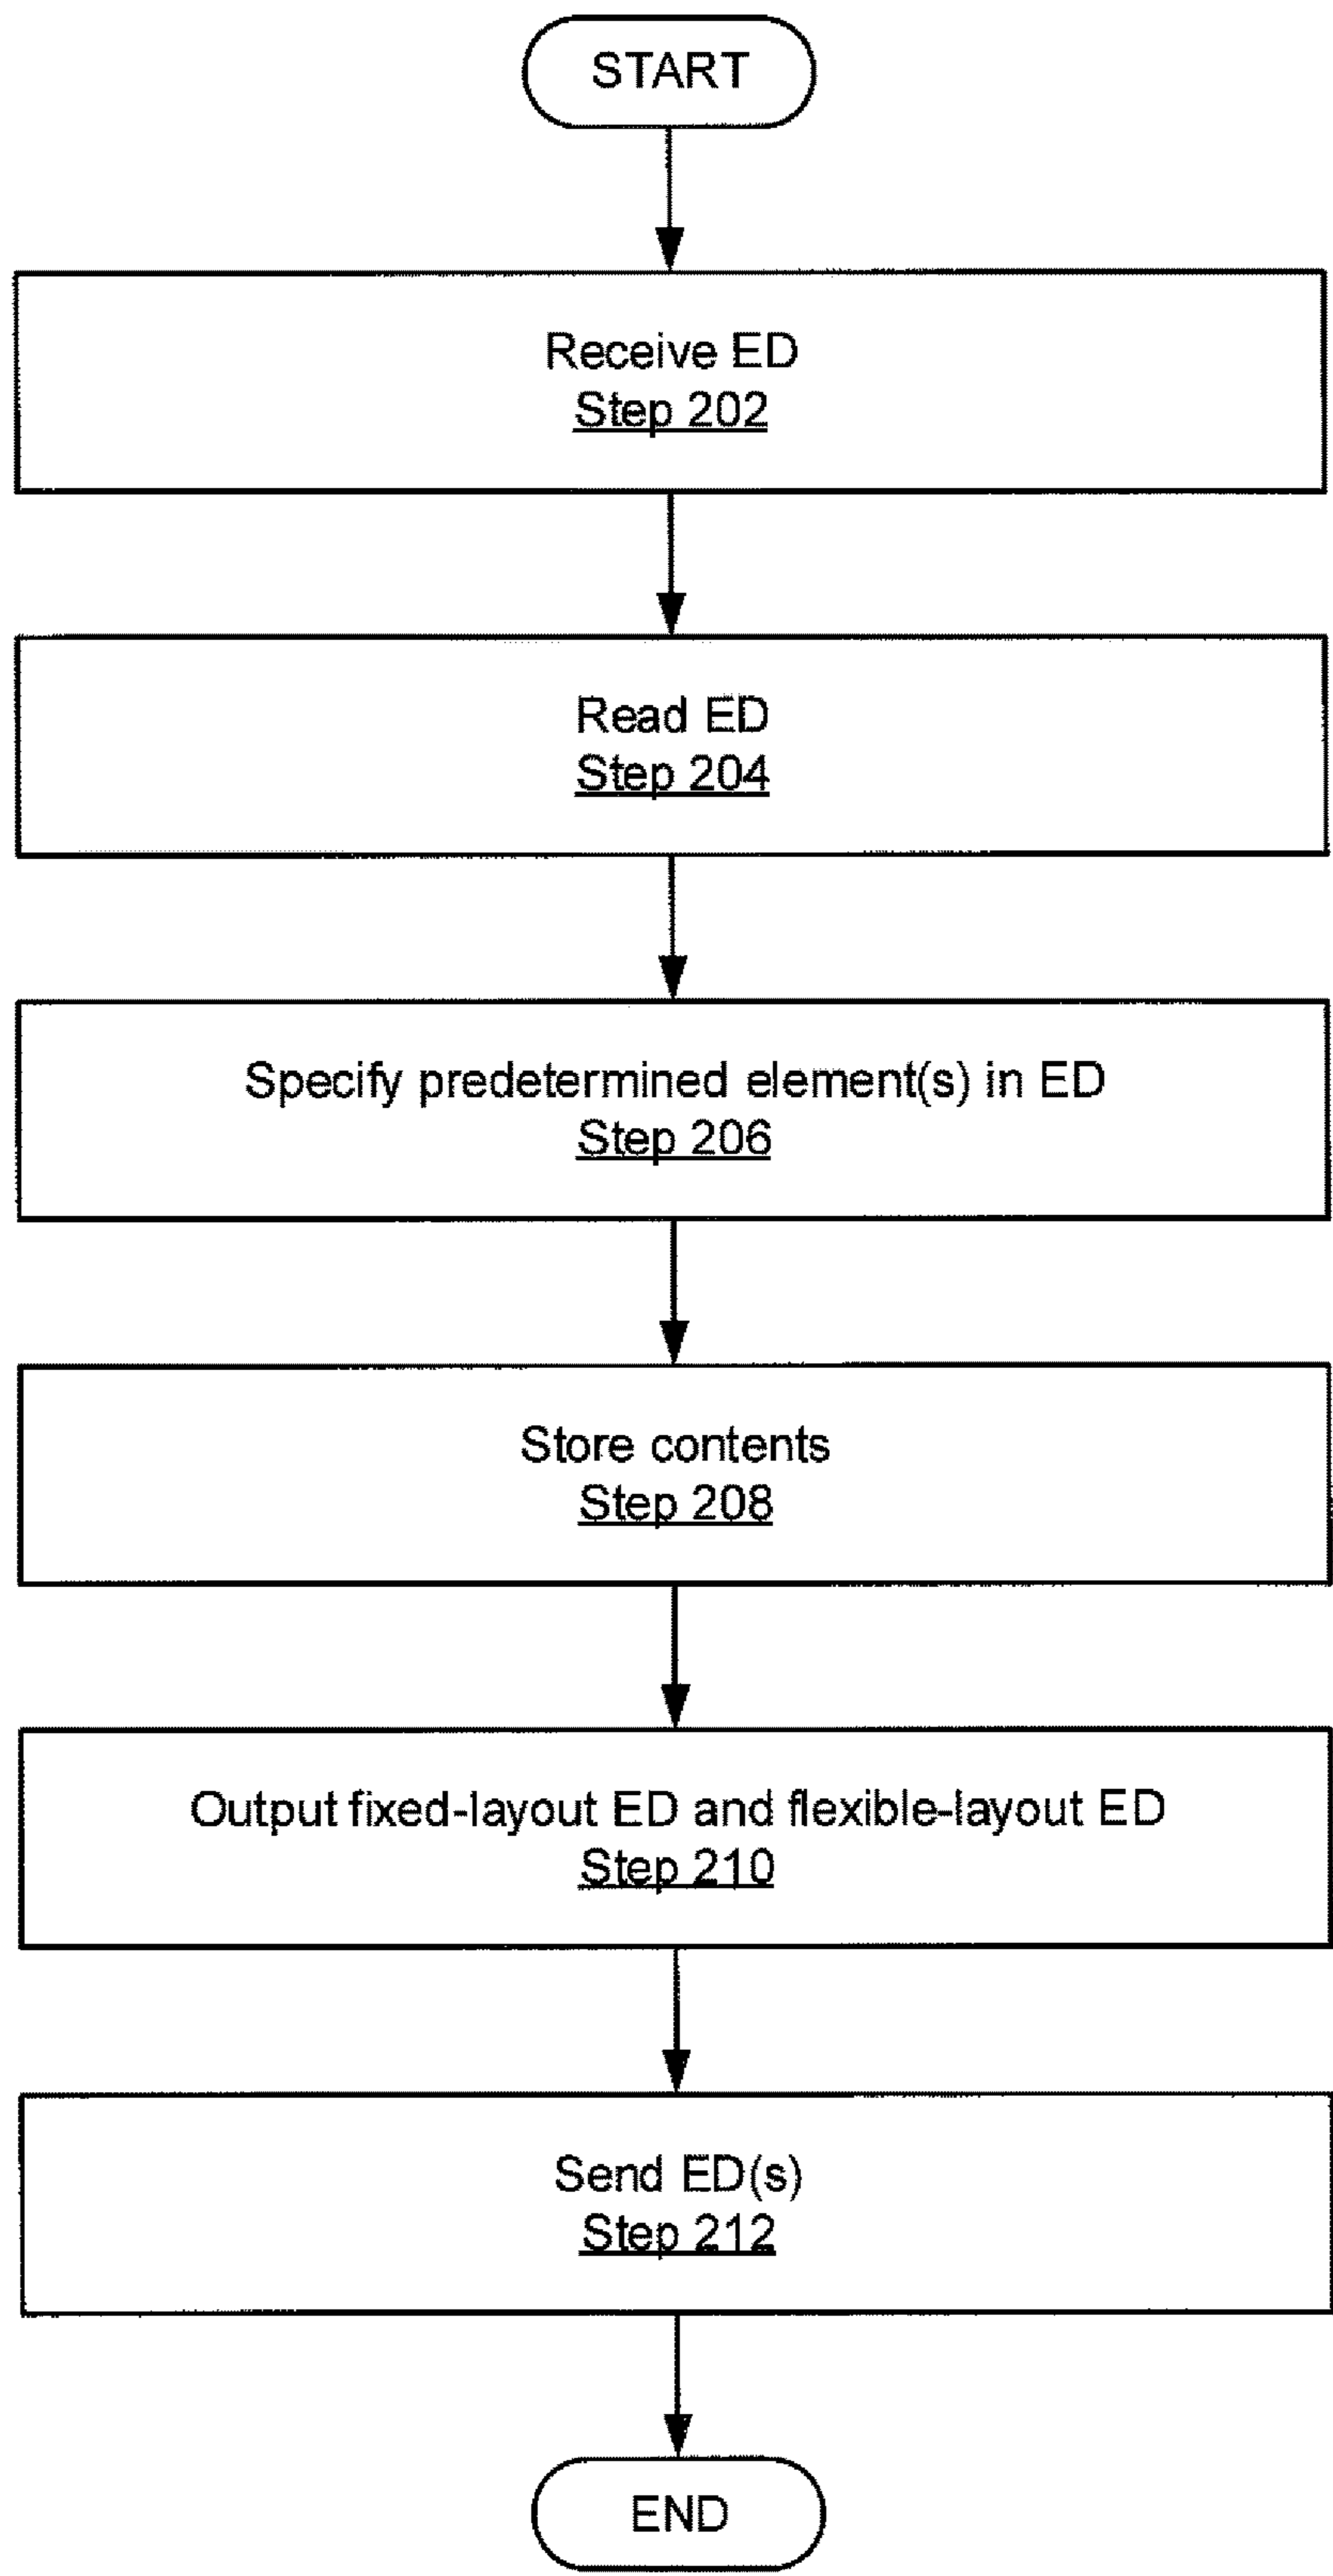 START
Receive ED
Step 202
Read ED
Step 204
Specify predetermined element(s) in ED
Step 206
Store contents
Step 208
Output fixed-layout ED and flexible-layout ED
Step 210
Send ED(s)
Step 212
END